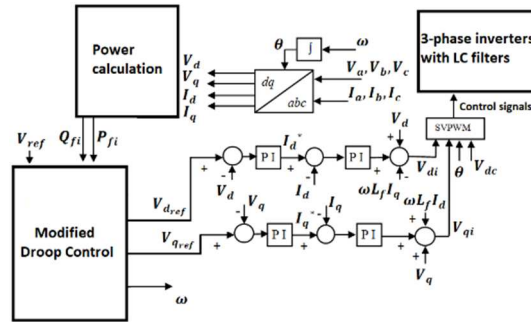 Power
calculation
3-phase inverters
with LC filters
θ
∫
ω
V_d
V_q
I_d
I_q
dq
abc
V_a, V_b, V_c
I_a, I_b, I_c
Control signals
V_ref
Q_fi
P_fi
V_d
SVPWM
I_d*
PI
PI
V_di
θ
V_dc
V_d
I_d
ωL_f I_q
V_d_ref
Modified
Droop Control
V_q
I_q
ωL_f I_d
V_q_ref
I_q*
PI
PI
V_qi
V_q
ω
+
-
+
-
+
+
-
+
-
+
-
+
+
+